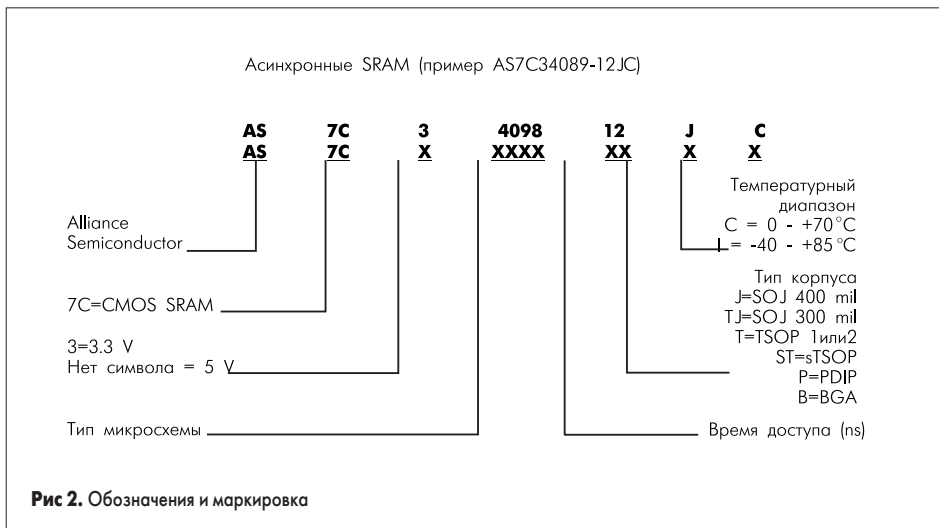 Асинхронные SRAM (пример AS7C34089-12JC)
AS 7C 3 4098 12 J C
AS 7C X XXXX XX X X
Температурный
диапазон
C = 0 - +70°C
I = -40 - +85°C
Alliance
Semiconductor
Тип корпуса
J=SOJ 400 mil
TJ=SOJ 300 mil
T=TSOP 1или2
ST=sTSOP
P=PDIP
B=BGA
7C=CMOS SRAM
3=3.3 V
Нет символа = 5 V
Тип микросхемы
Время доступа (ns)
Рис 2. Обозначения и маркировка